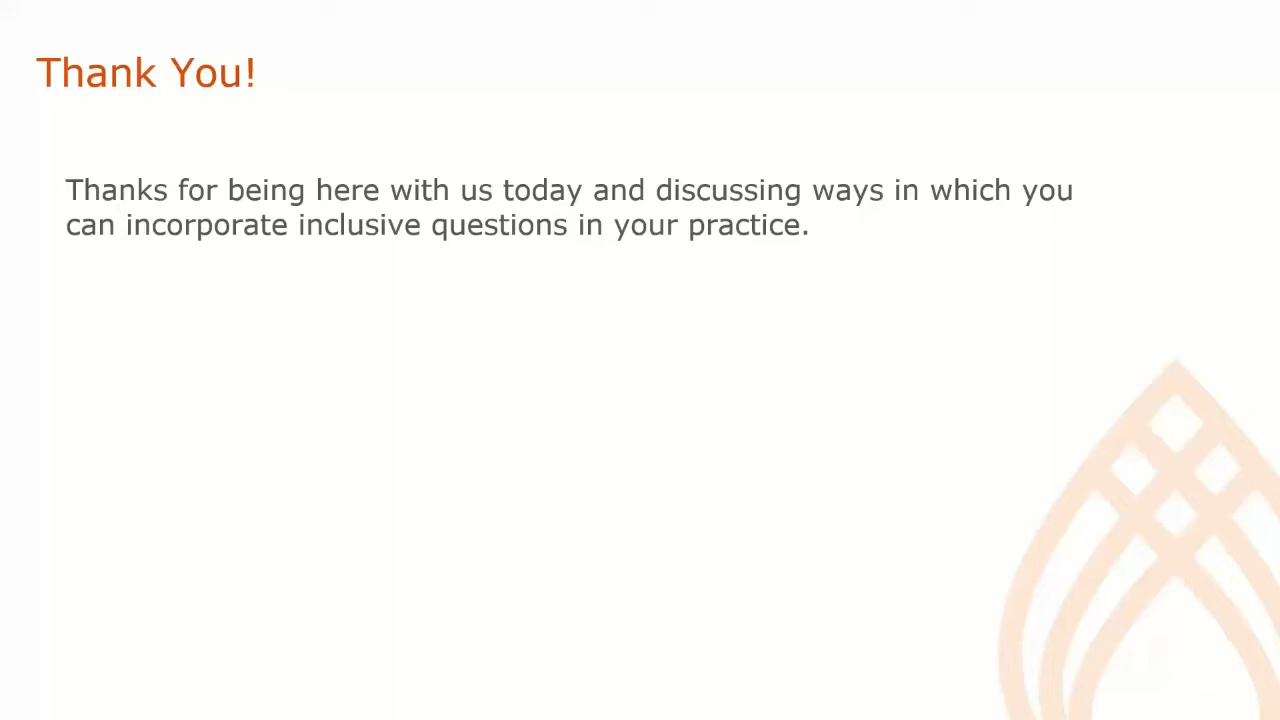 Thank You!
Thanks for being here with us today and discussing ways in which you
can incorporate inclusive questions in your practice.